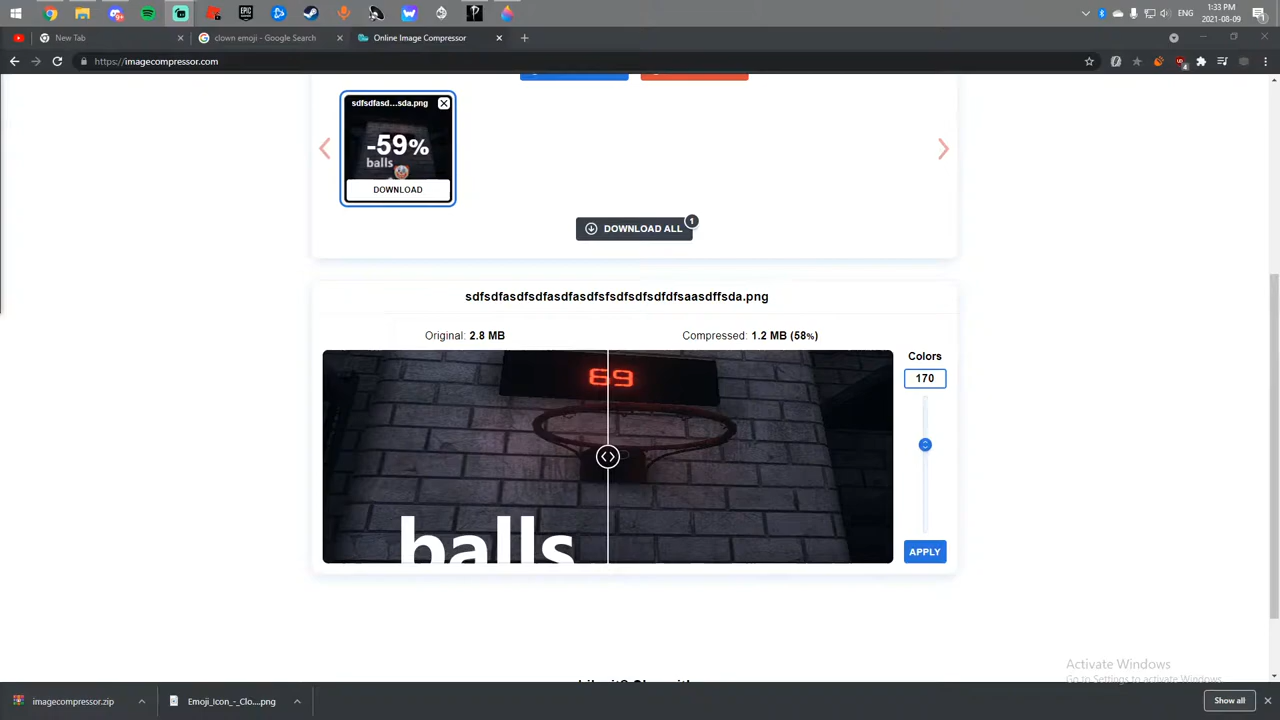 1:33 PM
ENG
2021-08-09
New Tab
clown emoji - Google Search
Online Image Compressor
https://imagecompressor.com
4
sdfsdfasd...sda.png
-59%
balls
DOWNLOAD
DOWNLOAD ALL
1
sdfsdfasdfsdfasdfasdfsfsdfsdfsdfdfsaasdffsda.png
Original: 2.8 MB
Compressed: 1.2 MB (58%)
Colors
170
69
balls
APPLY
Activate Windows
Go to Settings to activate Windows.
imagecompressor.zip
Emoji_Icon_-_Clo....png
Show all